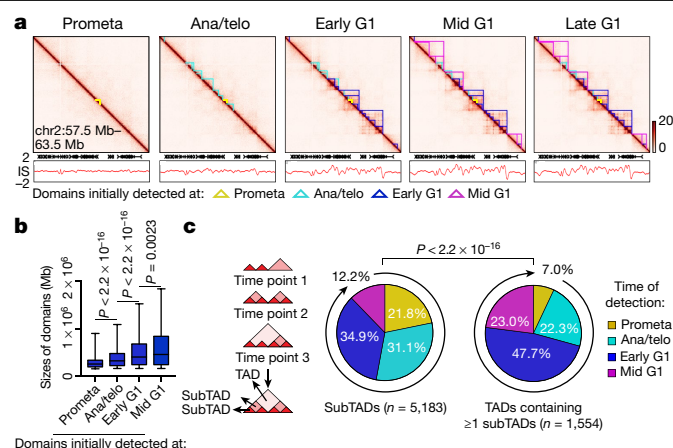 a
Prometa Ana/telo Early G1 Mid G1 Late G1
chr2:57.5 Mb–
63.5 Mb
20
0
2
IS
–2
Domains initially detected at: Prometa Ana/telo Early G1 Mid G1
b
Sizes of domains (Mb)
2 × 10⁶
1 × 10⁶
0
P < 2.2 × 10⁻¹⁶
P < 2.2 × 10⁻¹⁶
P = 0.0023
Prometa
Ana/telo
Early G1
Mid G1
Domains initially detected at:
c
Time point 1
Time point 2
Time point 3
TAD
SubTAD
SubTAD
P < 2.2 × 10⁻¹⁶
12.2%
21.8%
31.1%
34.9%
SubTADs (n = 5,183)
7.0%
22.3%
47.7%
23.0%
TADs containing
≥1 subTADs (n = 1,554)
Time of
detection:
Prometa
Ana/telo
Early G1
Mid G1